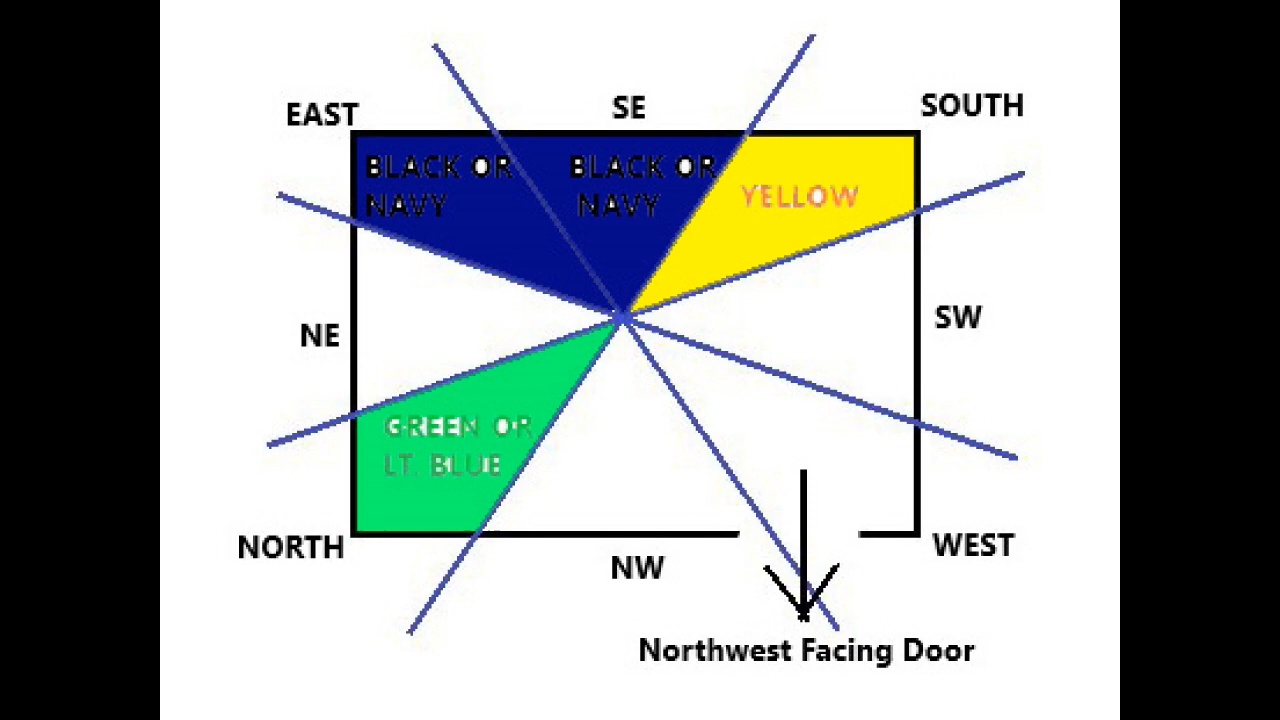 EAST
SE
SOUTH
BLACK OR
NAVY
BLACK OR
NAVY
YELLOW
NE
SW
GREEN OR
LT. BLUE
NORTH
NW
WEST
Northwest Facing Door